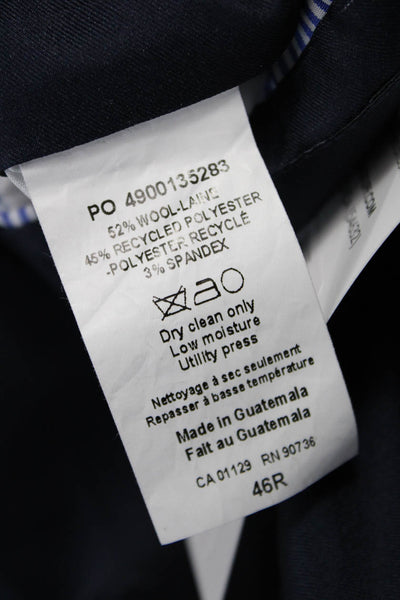 PO 4900135283
52% WOOL-LAINE
45% RECYCLED POLYESTER
-POLYESTER RECYCLÉ
3% SPANDEX
Dry clean only
Low moisture
Utility press
Nettoyage à sec seulement
Repasser à basse température
Made in Guatemala
Fait au Guatemala
CA 01129 RN 90736
46R